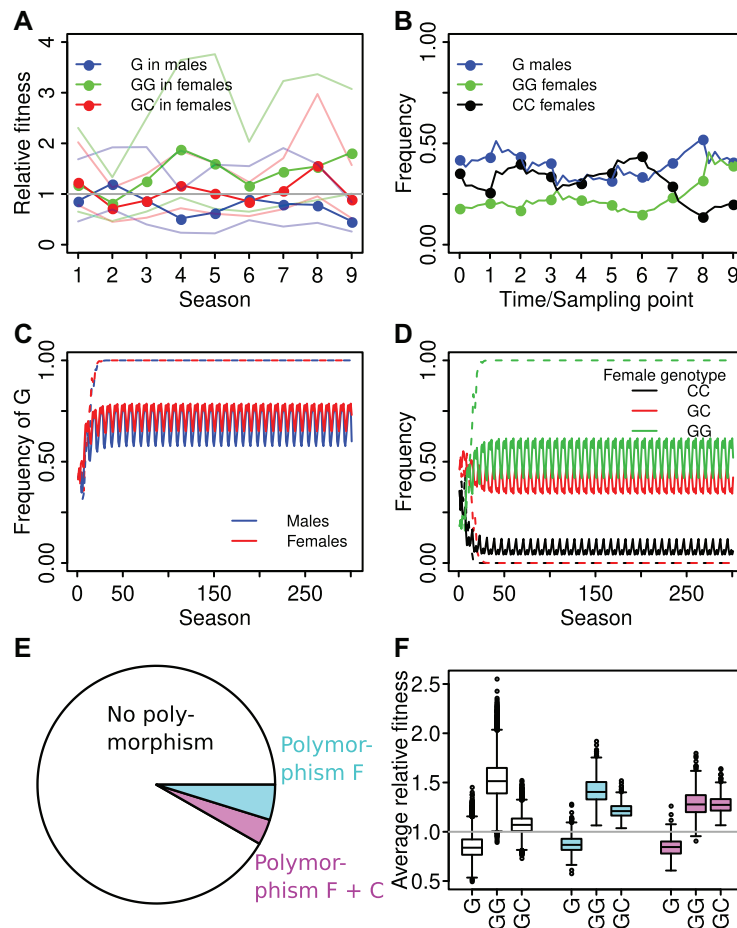 A
Relative fitness
4
3
2
1
0
G in males
GG in females
GC in females
1 2 3 4 5 6 7 8 9
Season
B
Frequency
1.00
0.50
0.00
G males
GG females
CC females
0 1 2 3 4 5 6 7 8 9
Time/Sampling point
C
Frequency of G
1.00
0.50
0.00
Males
Females
0 50 150 250
Season
D
Frequency
1.00
0.50
0.00
Female genotype
CC
GC
GG
0 50 150 250
Season
E
No poly-
morphism
Polymor-
phism F
Polymor-
phism F + C
F
Average relative fitness
2.5
2.0
1.5
1.0
0.5
G GG GC G GG GC G GG GC